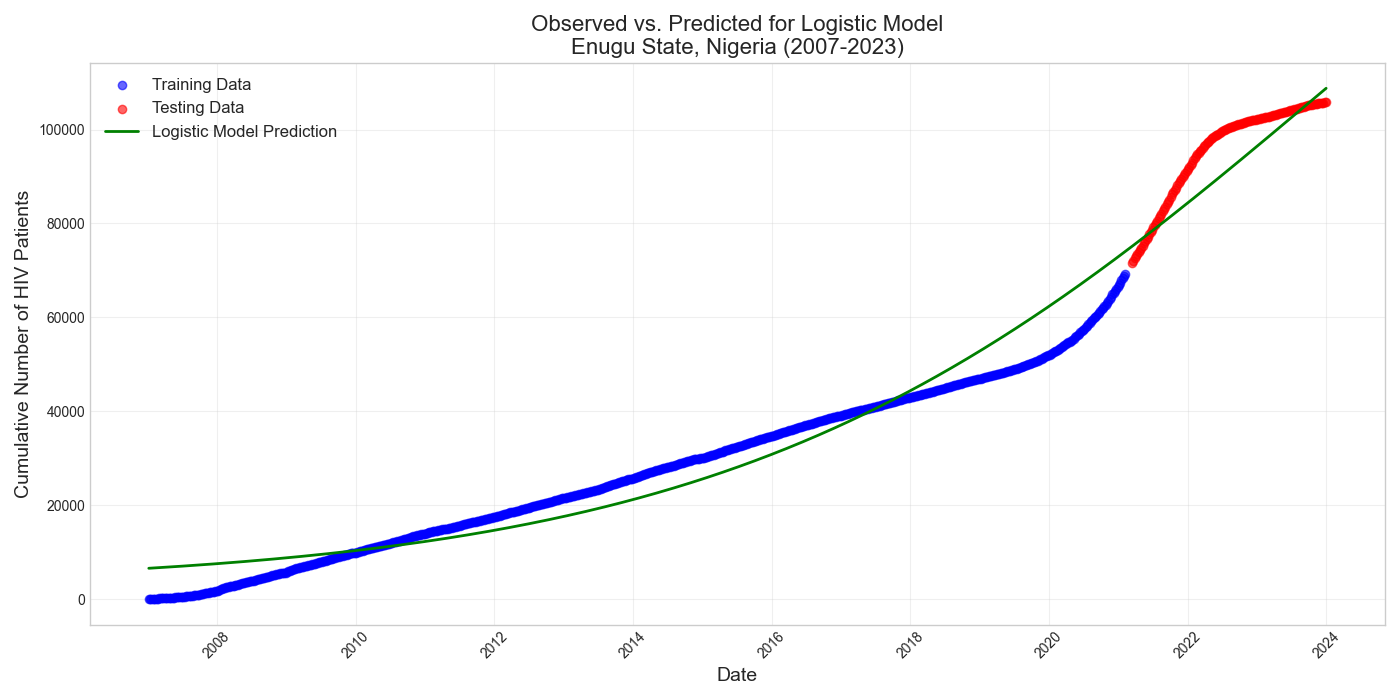 Observed vs. Predicted for Logistic Model
Enugu State, Nigeria (2007-2023)
Training Data
Testing Data
Logistic Model Prediction
Cumulative Number of HIV Patients
100000
80000
60000
40000
20000
0
2008
2010
2012
2014
2016
2018
2020
2022
2024
Date